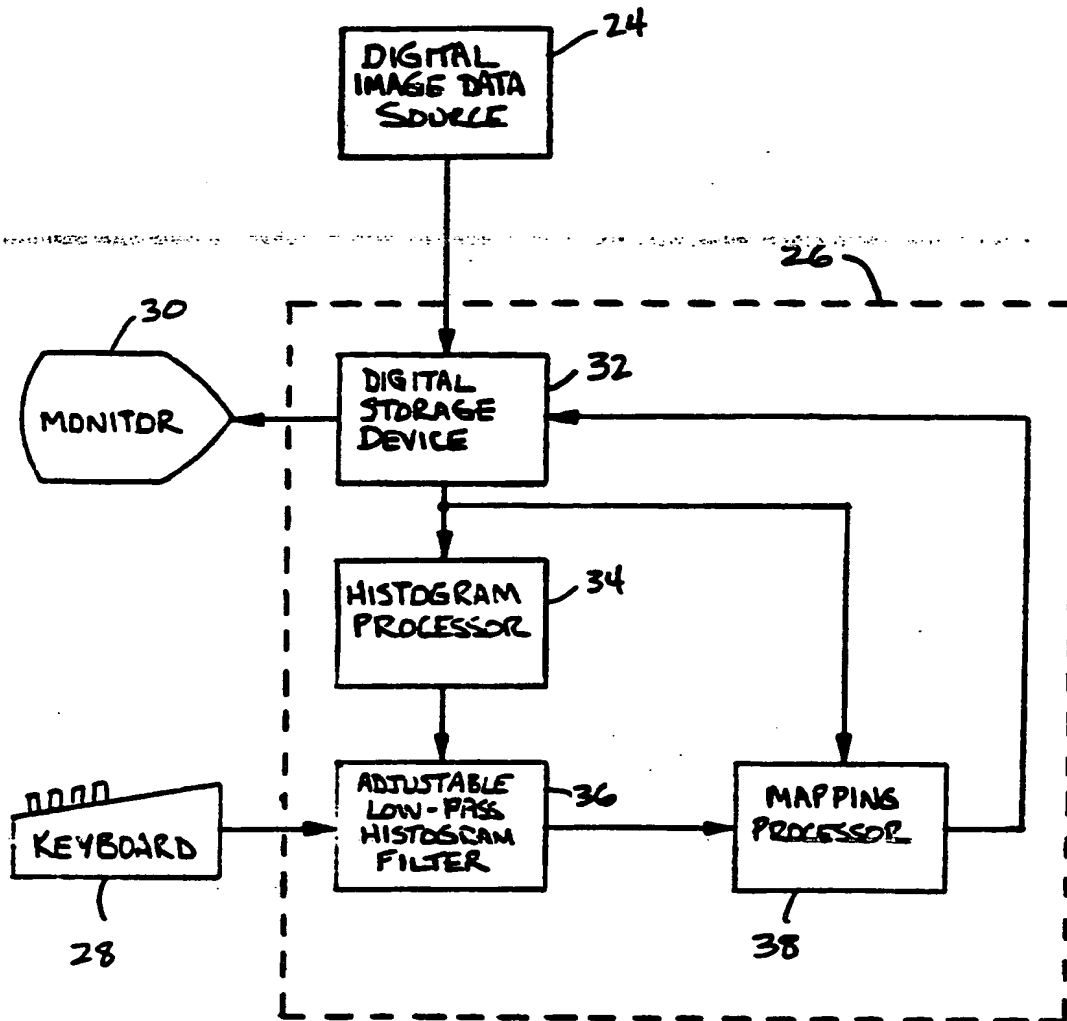 24
DIGITAL
IMAGE DATA
SOURCE
26
30
MONITOR
DIGITAL
STORAGE
DEVICE
32
HISTOGRAM
PROCESSOR
34
KEYBOARD
28
ADJUSTABLE
LOW-PASS
HISTOGRAM
FILTER
36
MAPPING
PROCESSOR
38